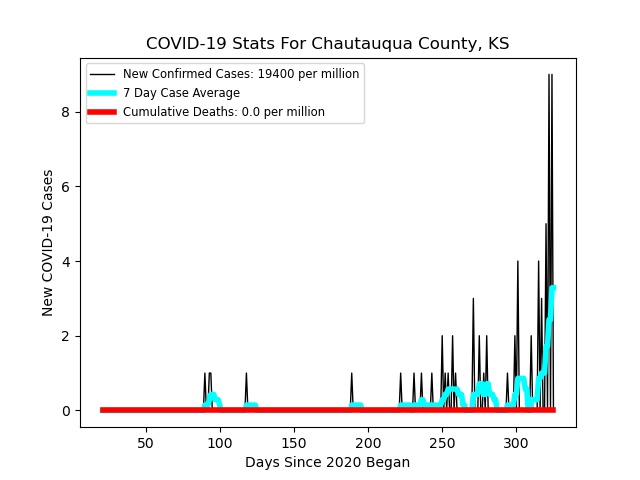 COVID-19 Stats For Chautauqua County, KS
New Confirmed Cases: 19400 per million
7 Day Case Average
Cumulative Deaths: 0.0 per million
New COVID-19 Cases
8
6
4
2
0
50 100 150 200 250 300
Days Since 2020 Began